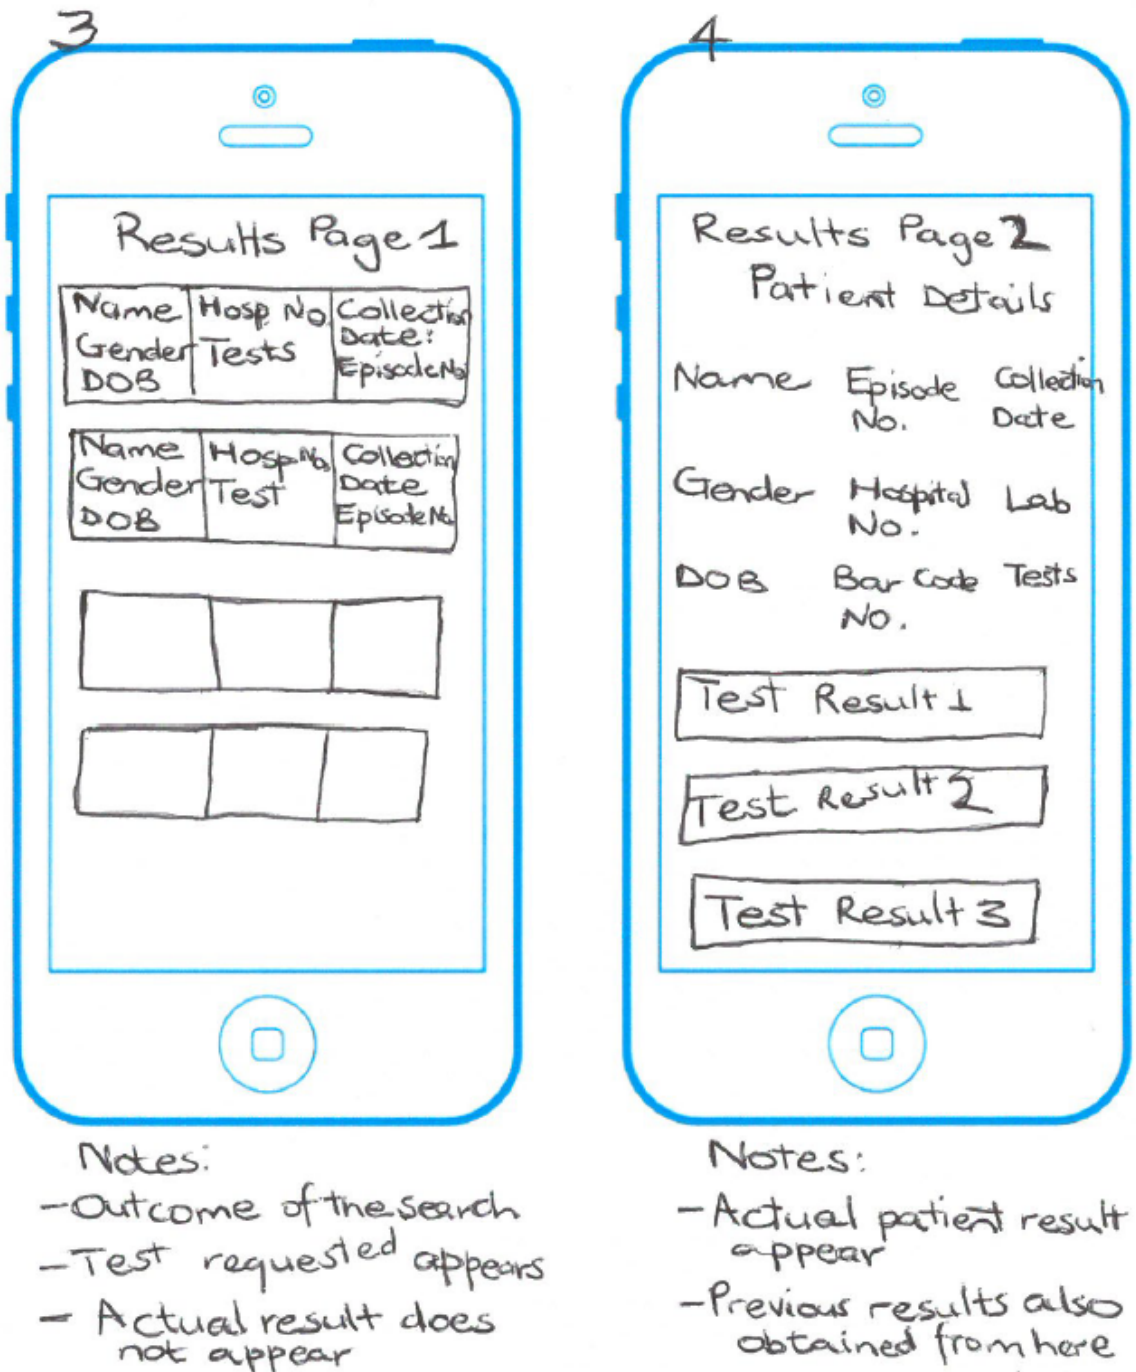 3
Results Page 1
Name
Gender
DOB
Hosp No
Tests
Collection
Date:
Episode No
Name
Gender
DOB
Hosp No.
Test
Collection
Date
Episode No
Notes:
- Outcome of the search
- Test requested appears
- Actual result does
not appear
4
Results Page 2
Patient Details
Name
Episode
No.
Collection
Date
Gender
Hospital
No.
Lab
DOB
Bar Code
No.
Tests
Test Result 1
Test Result 2
Test Result 3
Notes:
- Actual patient result
appear
- Previous results also
obtained from here